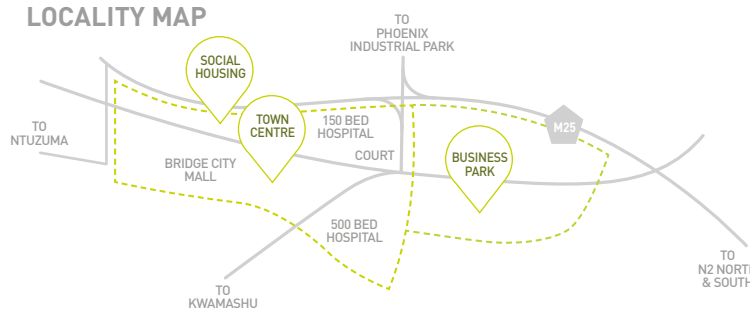 LOCALITY MAP
TO
PHOENIX
INDUSTRIAL PARK
SOCIAL
HOUSING
TOWN
CENTRE
150 BED
HOSPITAL
M25
TO
NTUZUMA
BRIDGE CITY
MALL
COURT
BUSINESS
PARK
500 BED
HOSPITAL
TO
N2 NORTH
& SOUTH
TO
KWAMASHU